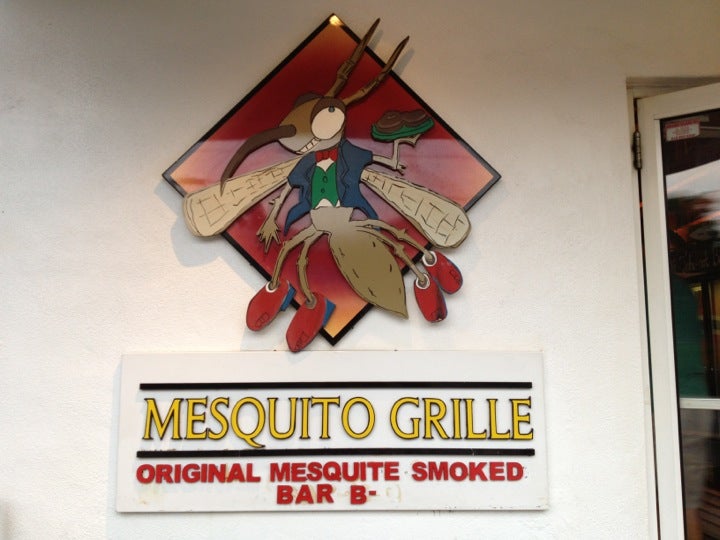 MESQUITO GRILLE
ORIGINAL MESQUITE SMOKED
BAR B-